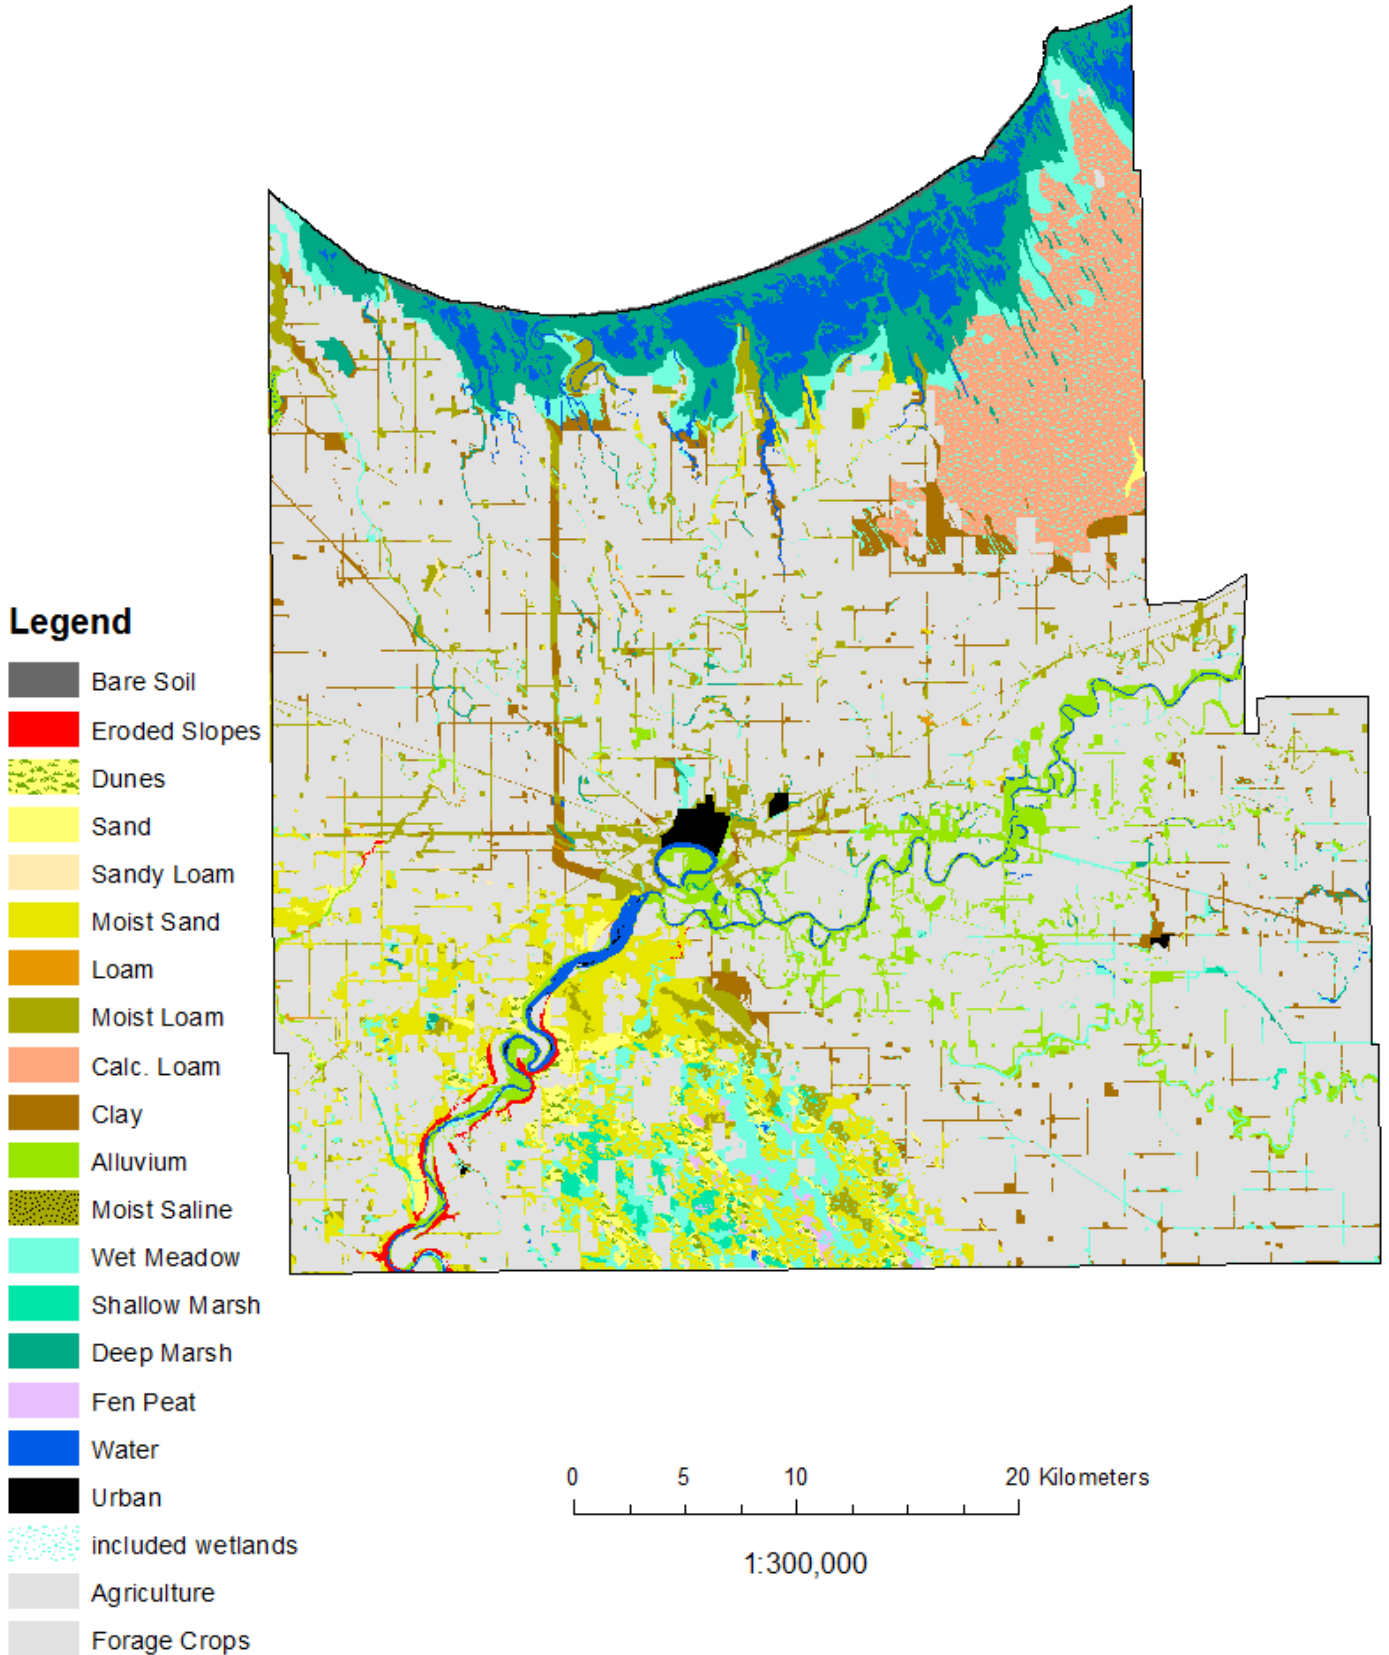 Legend
Bare Soil
Eroded Slopes
Dunes
Sand
Sandy Loam
Moist Sand
Loam
Moist Loam
Calc. Loam
Clay
Alluvium
Moist Saline
Wet Meadow
Shallow Marsh
Deep Marsh
Fen Peat
Water
Urban
included wetlands
Agriculture
Forage Crops
0 5 10 20 Kilometers
1:300,000